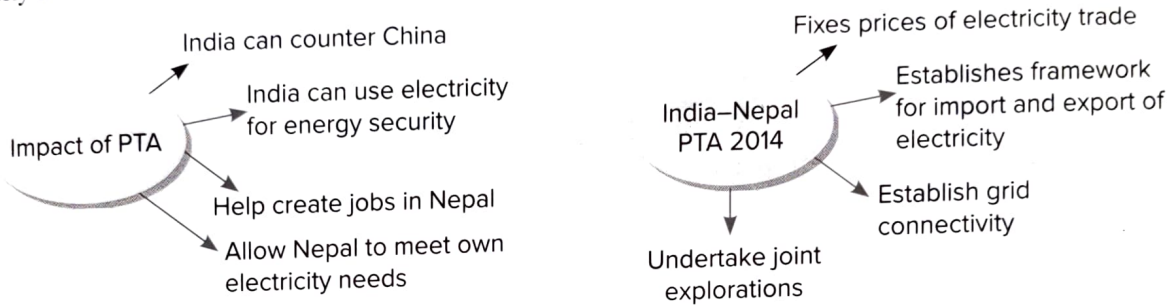 India can counter China
India can use electricity
for energy security
Impact of PTA
Help create jobs in Nepal
Allow Nepal to meet own
electricity needs
Fixes prices of electricity trade
Establishes framework
for import and export of
electricity
India–Nepal
PTA 2014
Establish grid
connectivity
Undertake joint
explorations